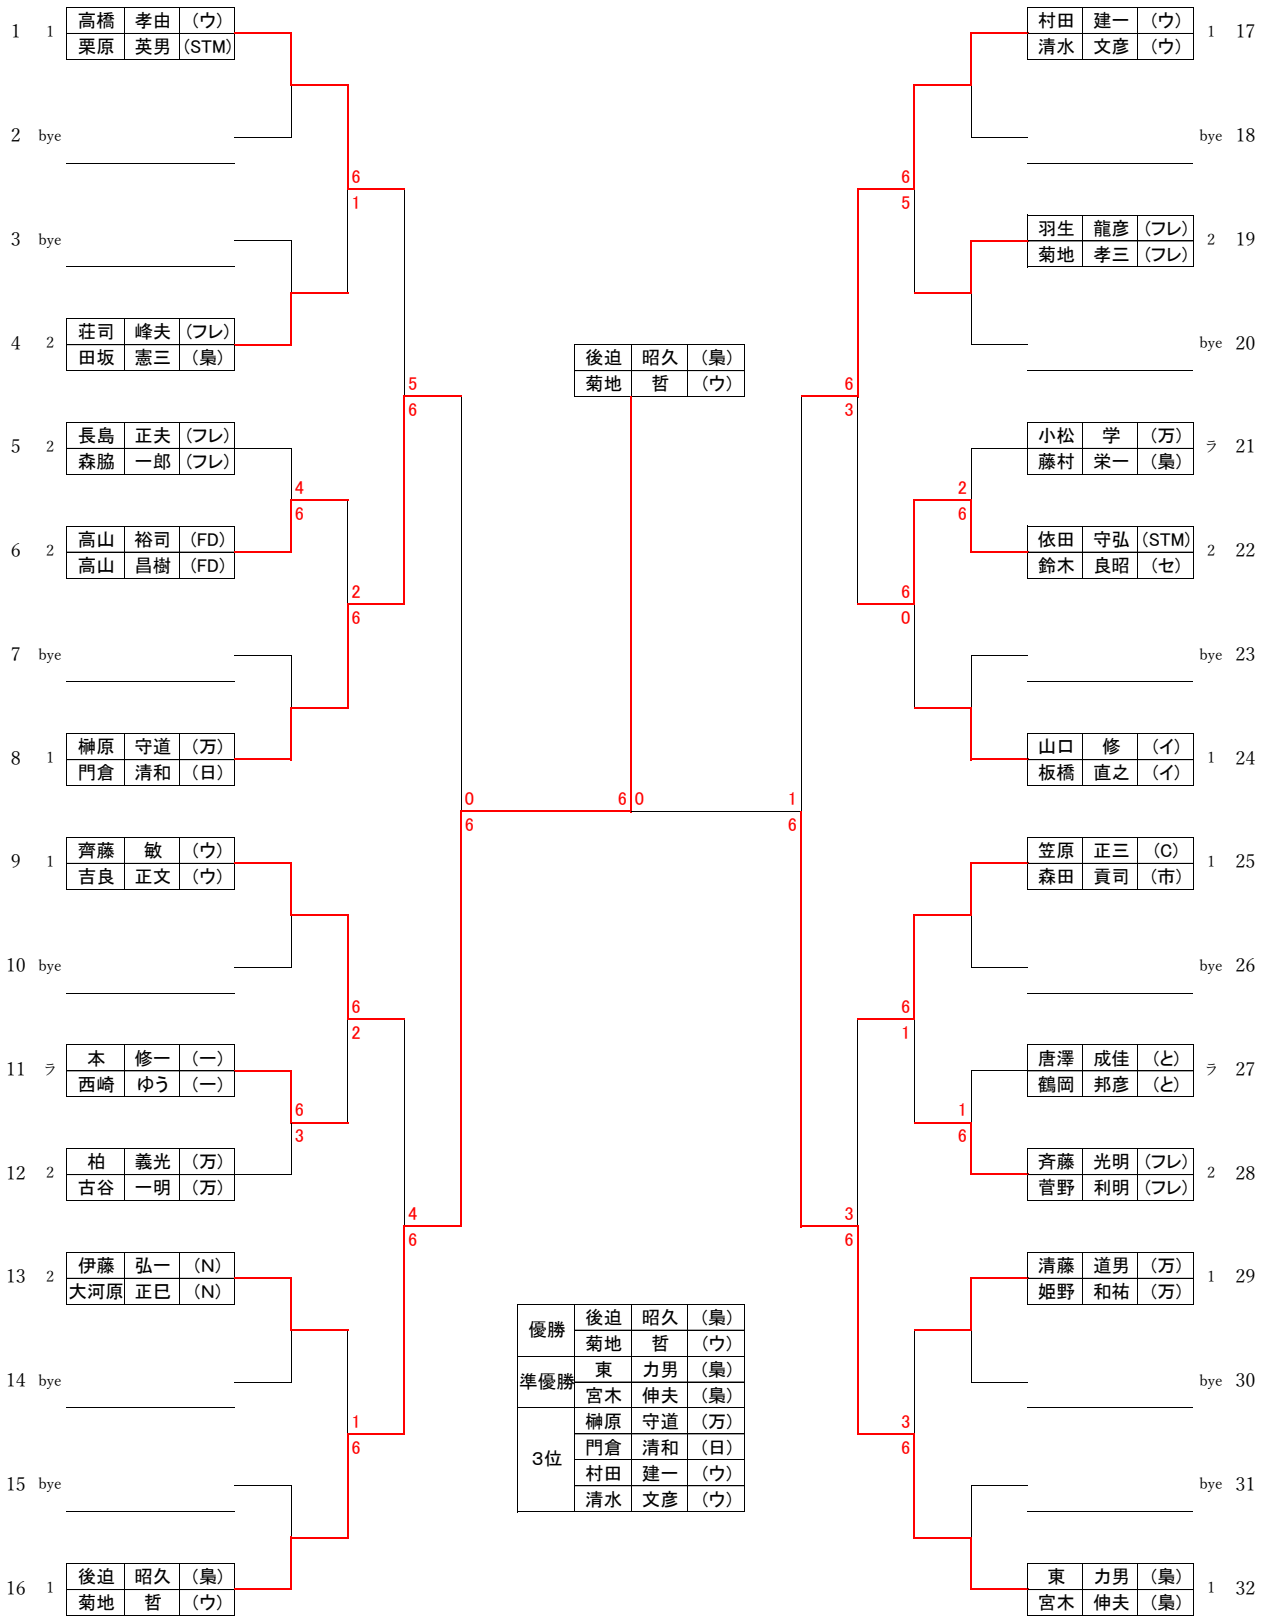 1 1 高橋 孝由 (ウ)
栗原 英男 (STM)
2 bye
6
1
3 bye
4 2 荘司 峰夫 (フレ)
田坂 憲三 (梟)
5
6
5 2 長島 正夫 (フレ)
森脇 一郎 (フレ)
4
6
6 2 高山 裕司 (FD)
高山 昌樹 (FD)
2
6
7 bye
8 1 榊原 守道 (万)
門倉 清和 (日)
0
6
9 1 齊藤 敏 (ウ)
吉良 正文 (ウ)
10 bye
6
2
11 ラ 本 修一 (一)
西崎 ゆう (一)
6
3
12 2 柏 義光 (万)
古谷 一明 (万)
4
6
13 2 伊藤 弘一 (N)
大河原 正巳 (N)
14 bye
1
6
15 bye
16 1 後迫 昭久 (梟)
菊地 哲 (ウ)
後迫 昭久 (梟)
菊地 哲 (ウ)
6 0
優勝 後迫 昭久 (梟)
菊地 哲 (ウ)
準優勝 東 力男 (梟)
宮木 伸夫 (梟)
3位 榊原 守道 (万)
門倉 清和 (日)
村田 建一 (ウ)
清水 文彦 (ウ)
村田 建一 (ウ) 1 17
清水 文彦 (ウ)
bye 18
6
5
羽生 龍彦 (フレ) 2 19
菊地 孝三 (フレ)
bye 20
6
3
小松 学 (万) ラ 21
藤村 栄一 (梟)
2
6
依田 守弘 (STM) 2 22
鈴木 良昭 (セ)
6
0
bye 23
山口 修 (イ) 1 24
板橋 直之 (イ)
1
6
笠原 正三 (C) 1 25
森田 貢司 (市)
bye 26
6
1
唐澤 成佳 (と) ラ 27
鶴岡 邦彦 (と)
1
6
斉藤 光明 (フレ) 2 28
菅野 利明 (フレ)
3
6
清藤 道男 (万) 1 29
姫野 和祐 (万)
bye 30
3
6
bye 31
東 力男 (梟) 1 32
宮木 伸夫 (梟)